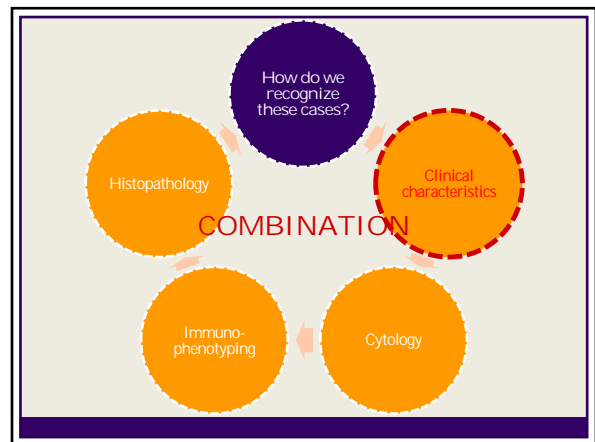 How do we
recognize
these cases?
Clinical
characteristics
Histopathology
COMBINATION
Immuno-
phenotyping
Cytology